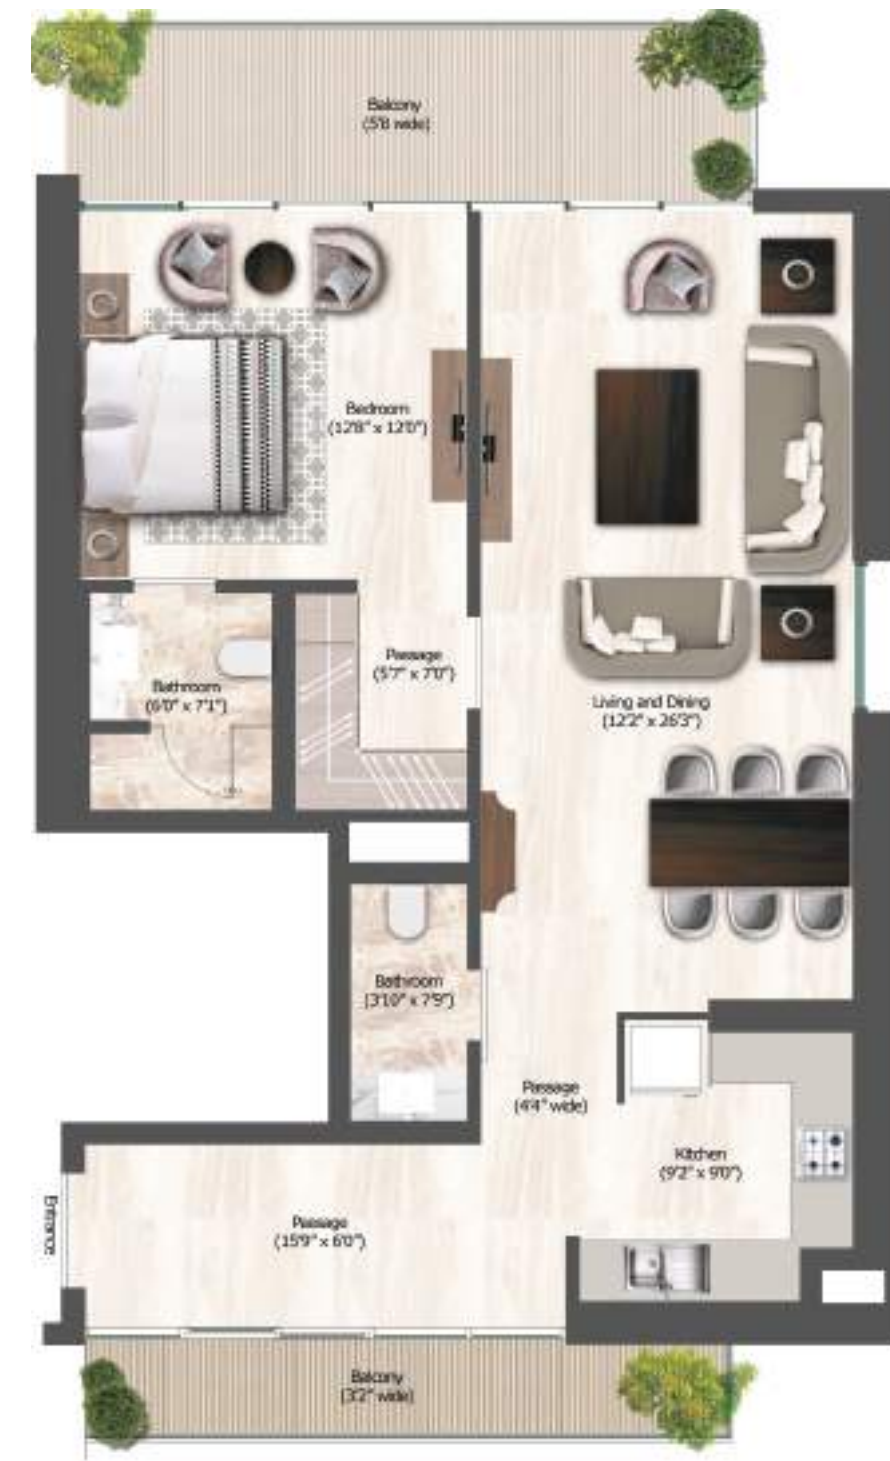 Balcony
(5'8 wide)
Bedroom
(12'8" x 12'0")
Passage
(5'7" x 7'0")
Bathroom
(6'0" x 7'1")
Living and Dining
(12'2" x 26'3")
Bathroom
(3'10" x 7'9")
Passage
(4'4" wide)
Kitchen
(9'2" x 9'0")
Entrance
Passage
(15'9" x 6'0")
Balcony
(3'2" wide)